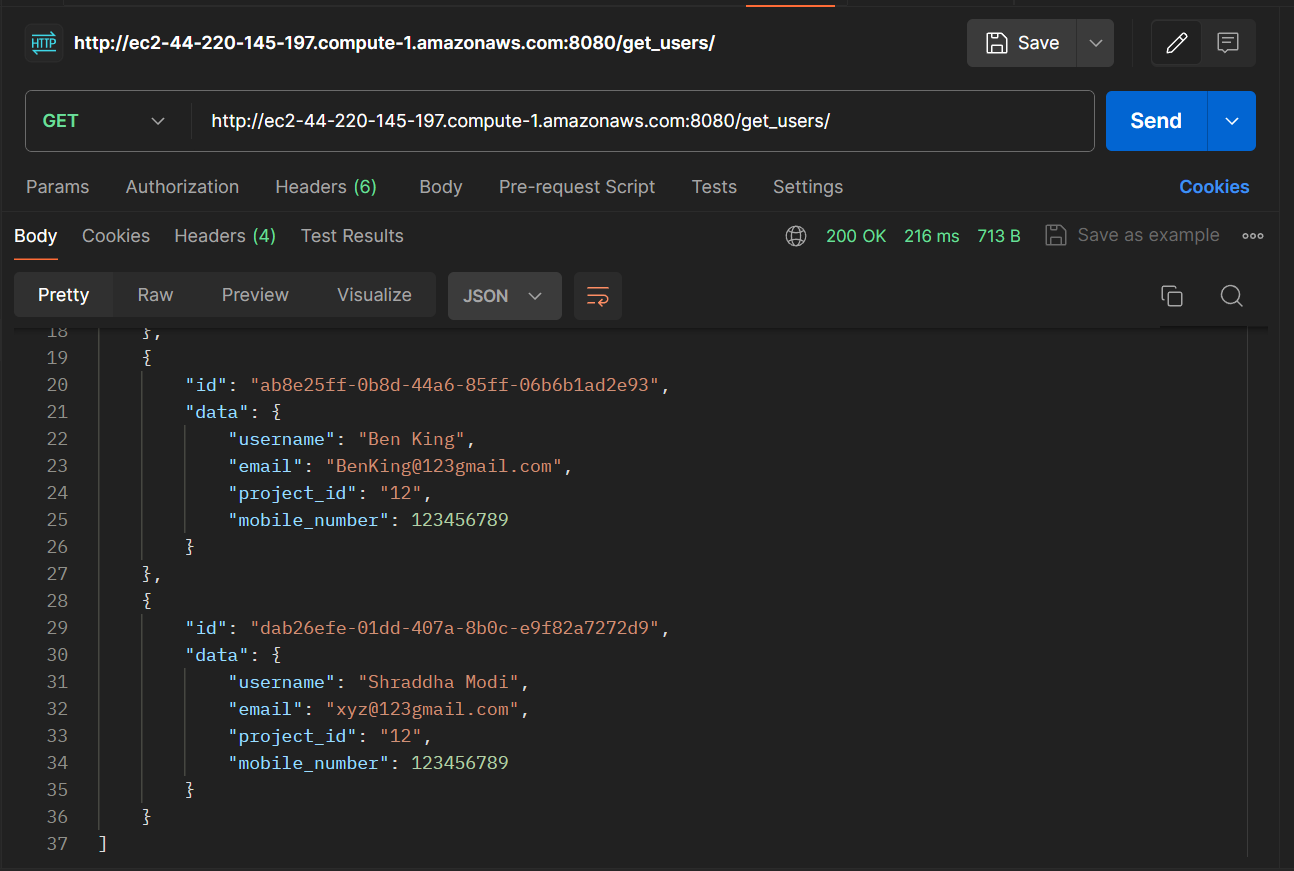 HTTP http://ec2-44-220-145-197.compute-1.amazonaws.com:8080/get_users/ Save
GET http://ec2-44-220-145-197.compute-1.amazonaws.com:8080/get_users/ Send
Params Authorization Headers (6) Body Pre-request Script Tests Settings Cookies
Body Cookies Headers (4) Test Results 200 OK 216 ms 713 B Save as example
Pretty Raw Preview Visualize JSON
18 },
19 {
20 "id": "ab8e25ff-0b8d-44a6-85ff-06b6b1ad2e93",
21 "data": {
22 "username": "Ben King",
23 "email": "BenKing@123gmail.com",
24 "project_id": "12",
25 "mobile_number": 123456789
26 }
27 },
28 {
29 "id": "dab26efe-01dd-407a-8b0c-e9f82a7272d9",
30 "data": {
31 "username": "Shraddha Modi",
32 "email": "xyz@123gmail.com",
33 "project_id": "12",
34 "mobile_number": 123456789
35 }
36 }
37 ]